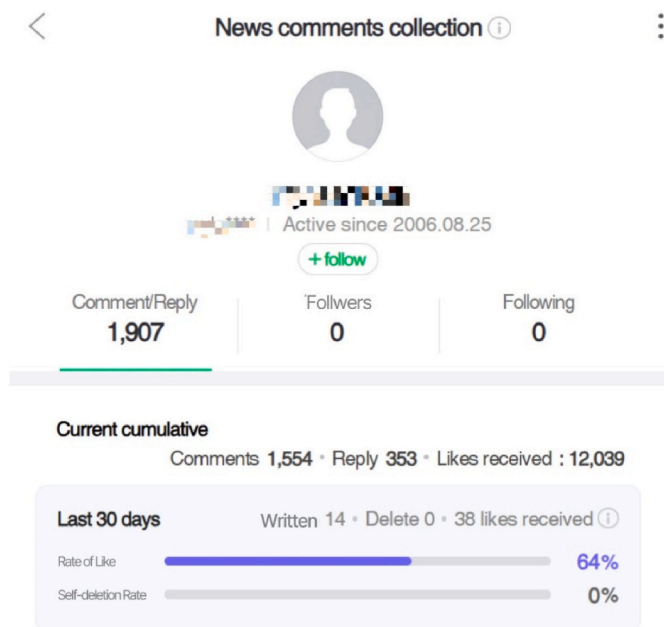 News comments collection
Active since 2006.08.25
+follow
Comment/Reply Follwers Following
1,907 0 0
Current cumulative
Comments 1,554 • Reply 353 • Likes received : 12,039
Last 30 days Written 14 • Delete 0 • 38 likes received
Rate of Like 64%
Self-deletion Rate 0%